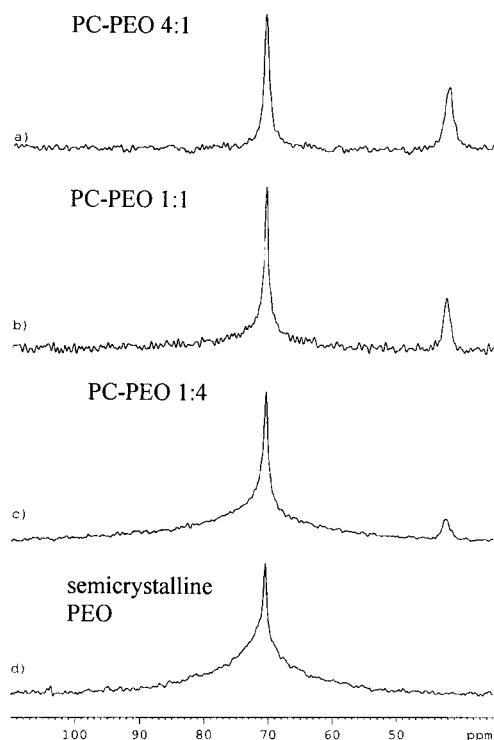 PC-PEO 4:1
a)
PC-PEO 1:1
b)
PC-PEO 1:4
c)
semicrystalline
PEO
d)
100 90 80 70 60 50 ppm